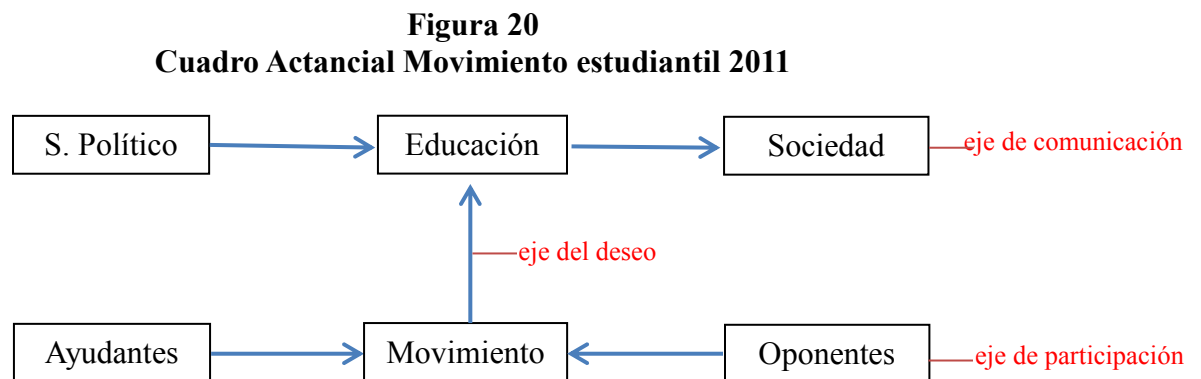 Figura 20
Cuadro Actancial Movimiento estudiantil 2011
S. Político
Educación
Sociedad
eje de comunicación
eje del deseo
Ayudantes
Movimiento
Oponentes
eje de participación